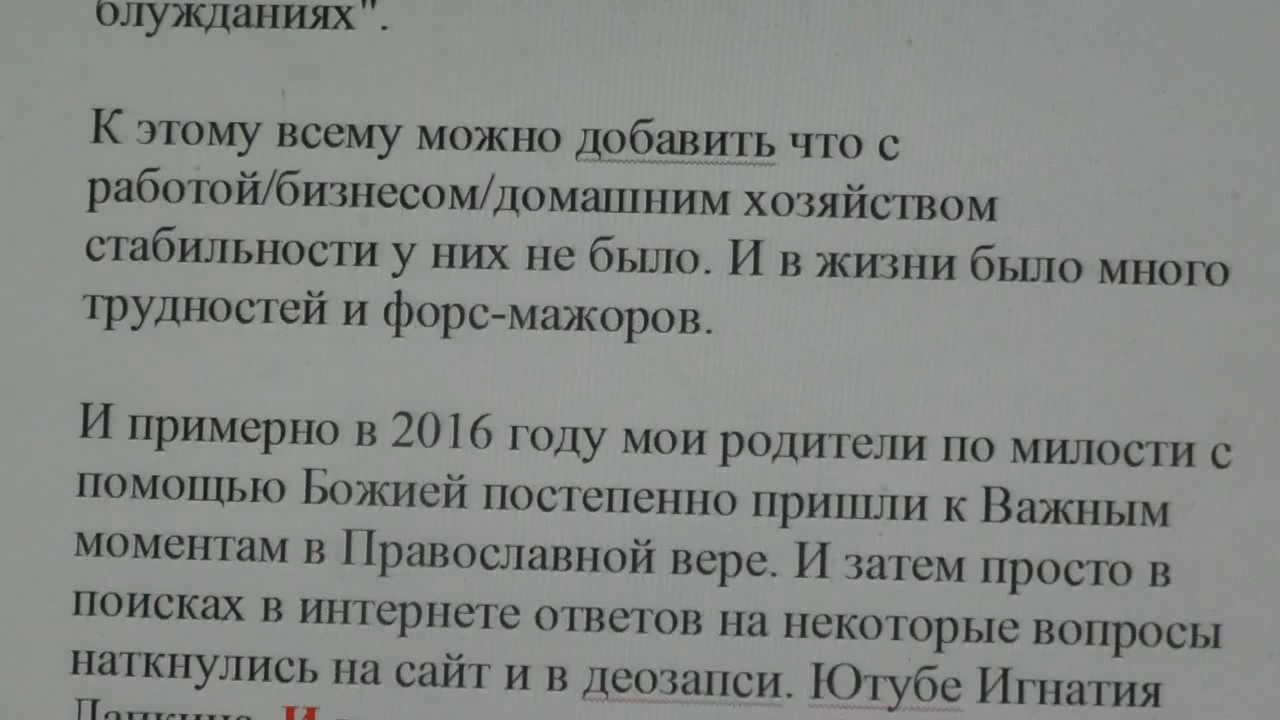 блужданиях".
К этому всему можно добавить что с
работой/бизнесом/домашним хозяйством
стабильности у них не было. И в жизни было много
трудностей и форс-мажоров.
И примерно в 2016 году мои родители по милости с
помощью Божией постепенно пришли к Важным
моментам в Православной вере. И затем просто в
поисках в интернете ответов на некоторые вопросы
наткнулись на сайт и в деозапси. Ютубе Игнатия
И